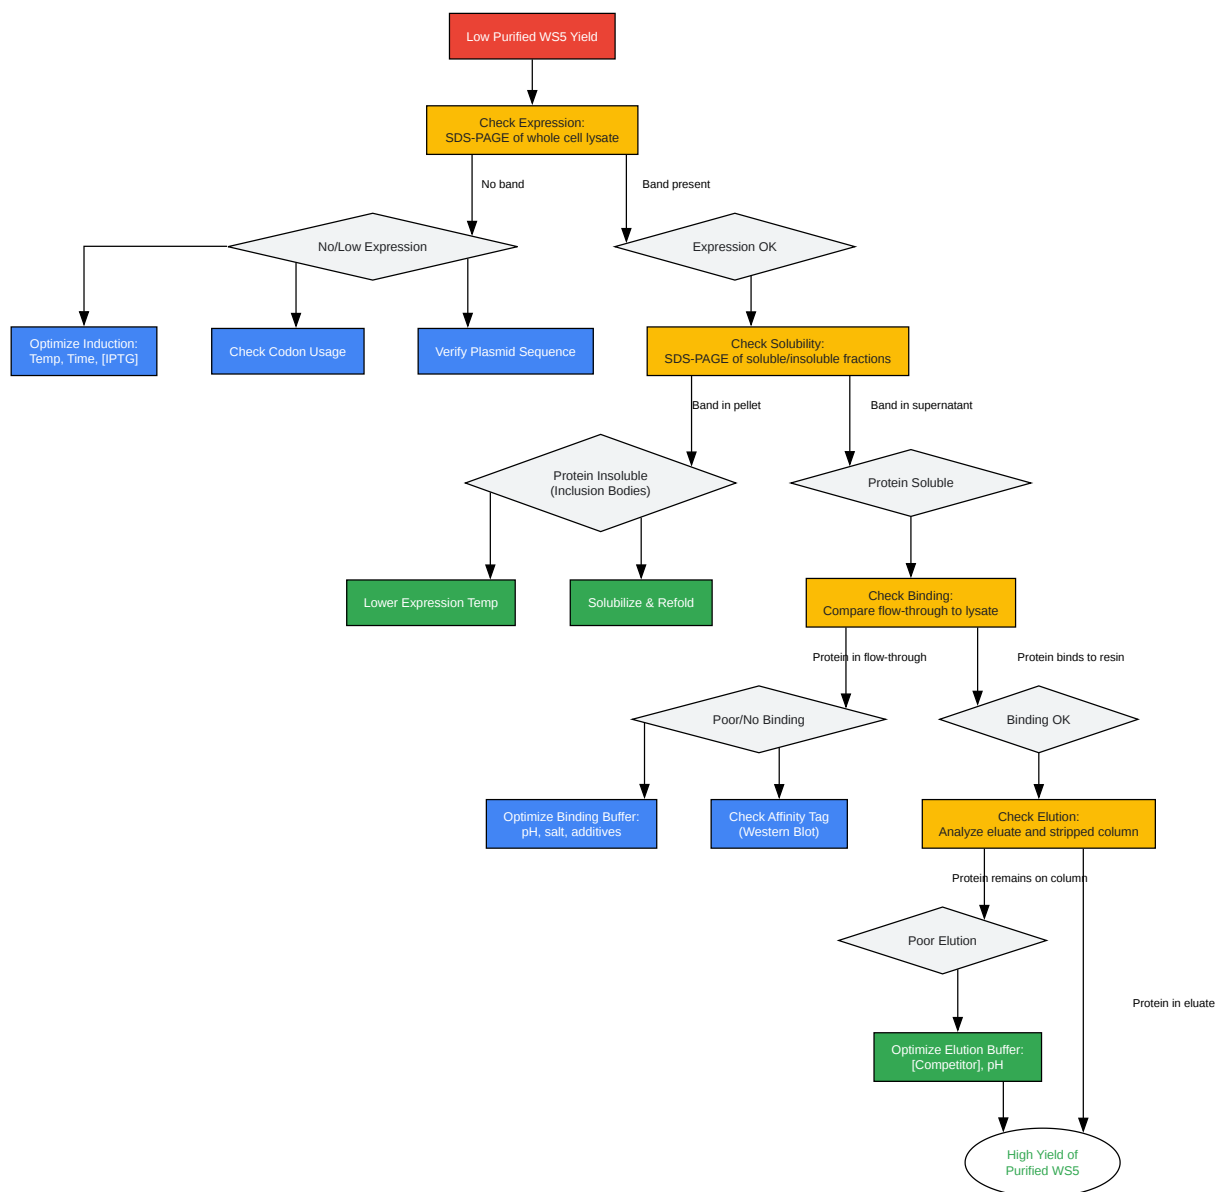 Low Purified WS5 Yield
Check Expression:
SDS-PAGE of whole cell lysate
No band
Band present
No/Low Expression
Expression OK
Optimize Induction:
Temp, Time, [IPTG]
Check Codon Usage
Verify Plasmid Sequence
Check Solubility:
SDS-PAGE of soluble/insoluble fractions
Band in pellet
Band in supernatant
Protein Insoluble
(Inclusion Bodies)
Protein Soluble
Lower Expression Temp
Solubilize & Refold
Check Binding:
Compare flow-through to lysate
Protein in flow-through
Protein binds to resin
Poor/No Binding
Binding OK
Optimize Binding Buffer:
pH, salt, additives
Check Affinity Tag
(Western Blot)
Check Elution:
Analyze eluate and stripped column
Protein remains on column
Poor Elution
Protein in eluate
Optimize Elution Buffer:
[Competitor], pH
High Yield of
Purified WS5